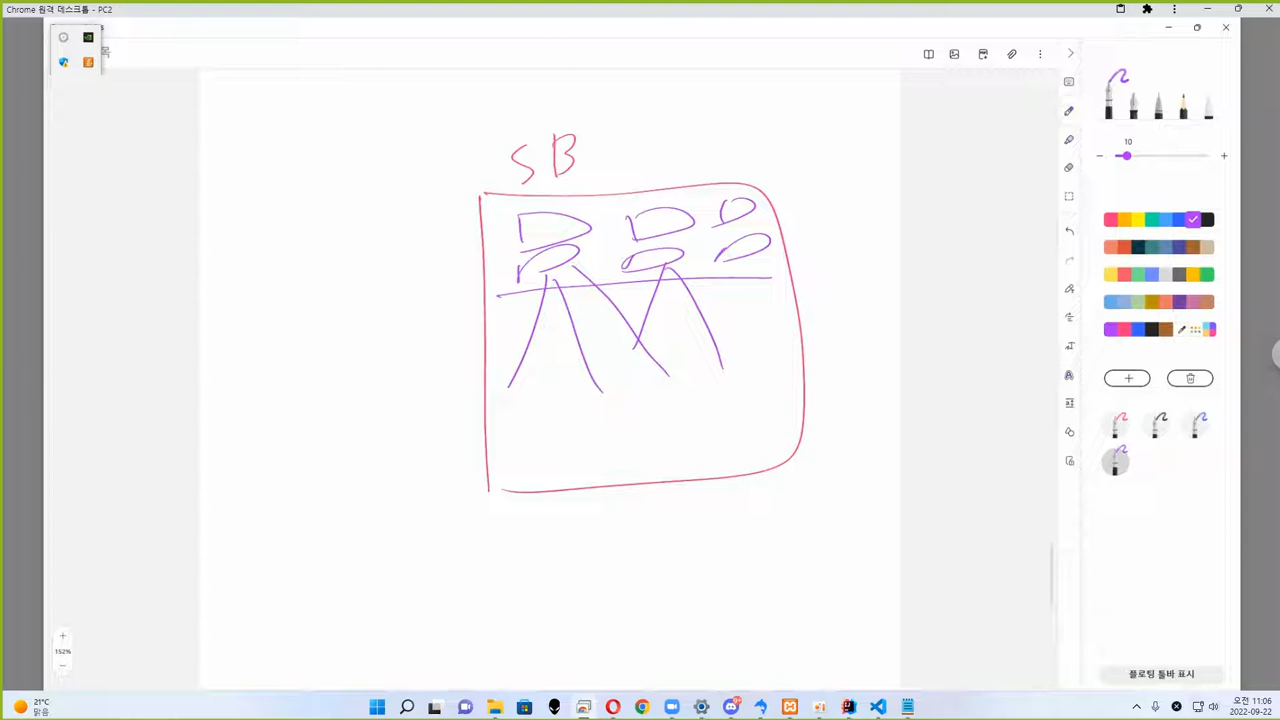 Chrome 원격 데스크톱 - PC2
목
SB
D D D
10
152%
플로팅 툴바 표시
21°C
맑음
오전 11:06
2022-09-22